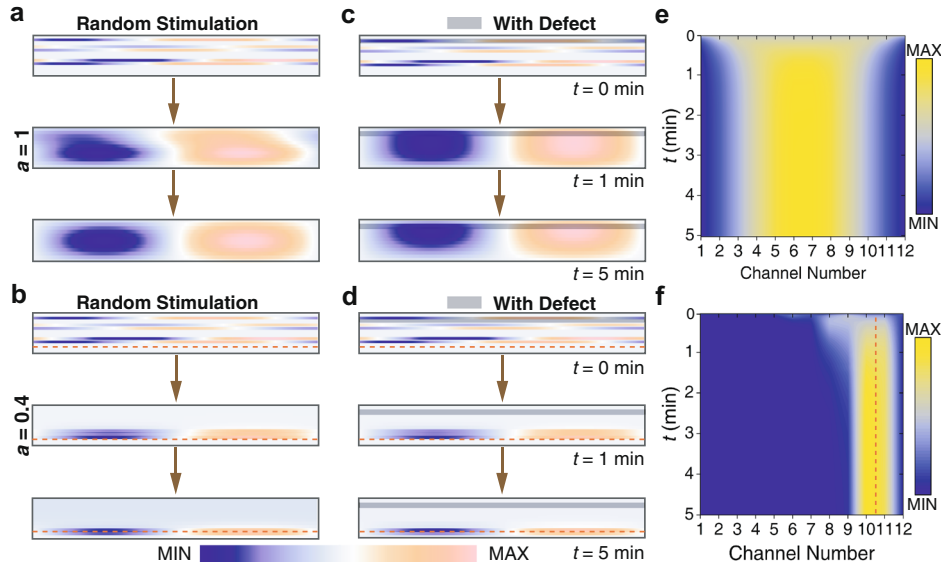 a
Random Stimulation
a = 1
b
Random Stimulation
a = 0.4
c
With Defect
t = 0 min
t = 1 min
t = 5 min
d
With Defect
t = 0 min
t = 1 min
t = 5 min
MIN
MAX
e
0
1
2
3
4
5
t (min)
1 2 3 4 5 6 7 8 9 10 11 12
Channel Number
MAX
MIN
f
0
1
2
3
4
5
t (min)
1 2 3 4 5 6 7 8 9 10 11 12
Channel Number
MAX
MIN